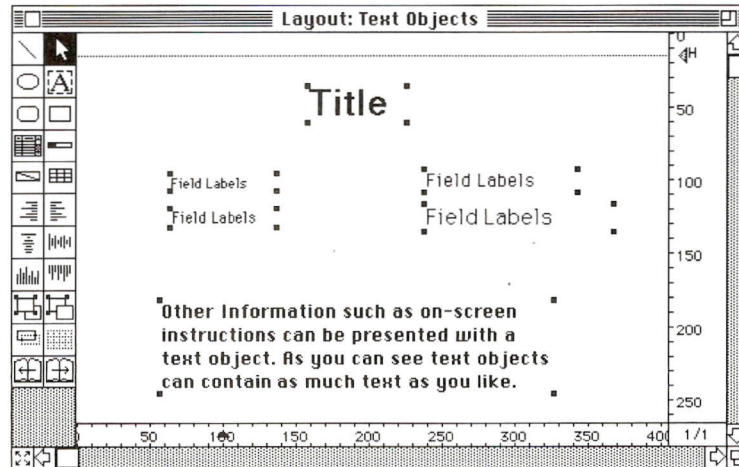 Layout: Text Objects
A
0
H
Title
50
Field Labels
Field Labels
100
Field Labels
Field Labels
150
Other Information such as on-screen
instructions can be presented with a
text object. As you can see text objects
can contain as much text as you like.
200
250
50 100 150 200 250 300 350 400 1/1